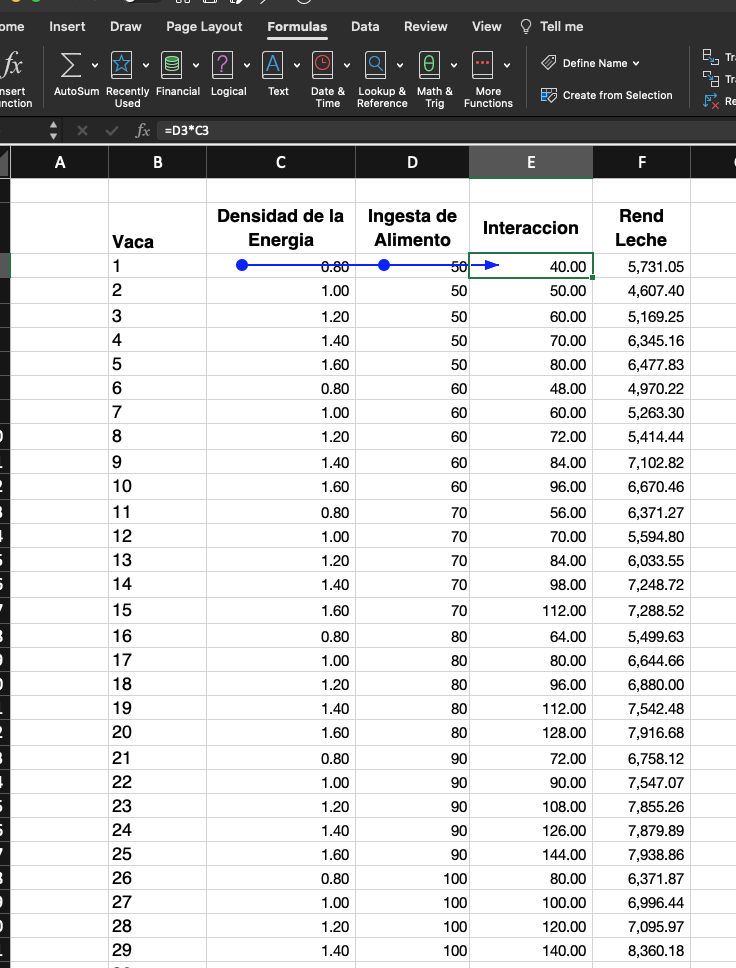 Insert Draw Page Layout Formulas Data Review View Tell me
fx Σ ? A θ
AutoSum Recently Used Financial Logical Text Date & Time Lookup & Reference Math & Trig More Functions
Define Name
Create from Selection
fx =D3*C3
A B C D E F
Vaca Densidad de la Energia Ingesta de Alimento Interaccion Rend Leche
1 0.80 50 40.00 5,731.05
2 1.00 50 50.00 4,607.40
3 1.20 50 60.00 5,169.25
4 1.40 50 70.00 6,345.16
5 1.60 50 80.00 6,477.83
6 0.80 60 48.00 4,970.22
7 1.00 60 60.00 5,263.30
8 1.20 60 72.00 5,414.44
9 1.40 60 84.00 7,102.82
10 1.60 60 96.00 6,670.46
11 0.80 70 56.00 6,371.27
12 1.00 70 70.00 5,594.80
13 1.20 70 84.00 6,033.55
14 1.40 70 98.00 7,248.72
15 1.60 70 112.00 7,288.52
16 0.80 80 64.00 5,499.63
17 1.00 80 80.00 6,644.66
18 1.20 80 96.00 6,880.00
19 1.40 80 112.00 7,542.48
20 1.60 80 128.00 7,916.68
21 0.80 90 72.00 6,758.12
22 1.00 90 90.00 7,547.07
23 1.20 90 108.00 7,855.26
24 1.40 90 126.00 7,879.89
25 1.60 90 144.00 7,938.86
26 0.80 100 80.00 6,371.87
27 1.00 100 100.00 6,996.44
28 1.20 100 120.00 7,095.97
29 1.40 100 140.00 8,360.18